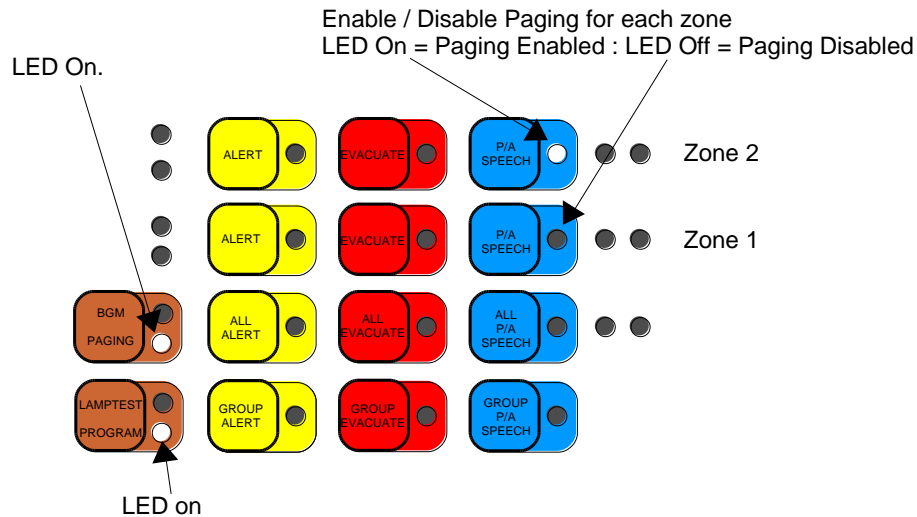 Enable / Disable Paging for each zone
LED On = Paging Enabled : LED Off = Paging Disabled
LED On.
ALERT
EVACUATE
P/A
SPEECH
Zone 2
ALERT
EVACUATE
P/A
SPEECH
Zone 1
BGM
PAGING
ALL
ALERT
ALL
EVACUATE
ALL
P/A
SPEECH
LAMPTEST
PROGRAM
GROUP
ALERT
GROUP
EVACUATE
GROUP
P/A
SPEECH
LED on